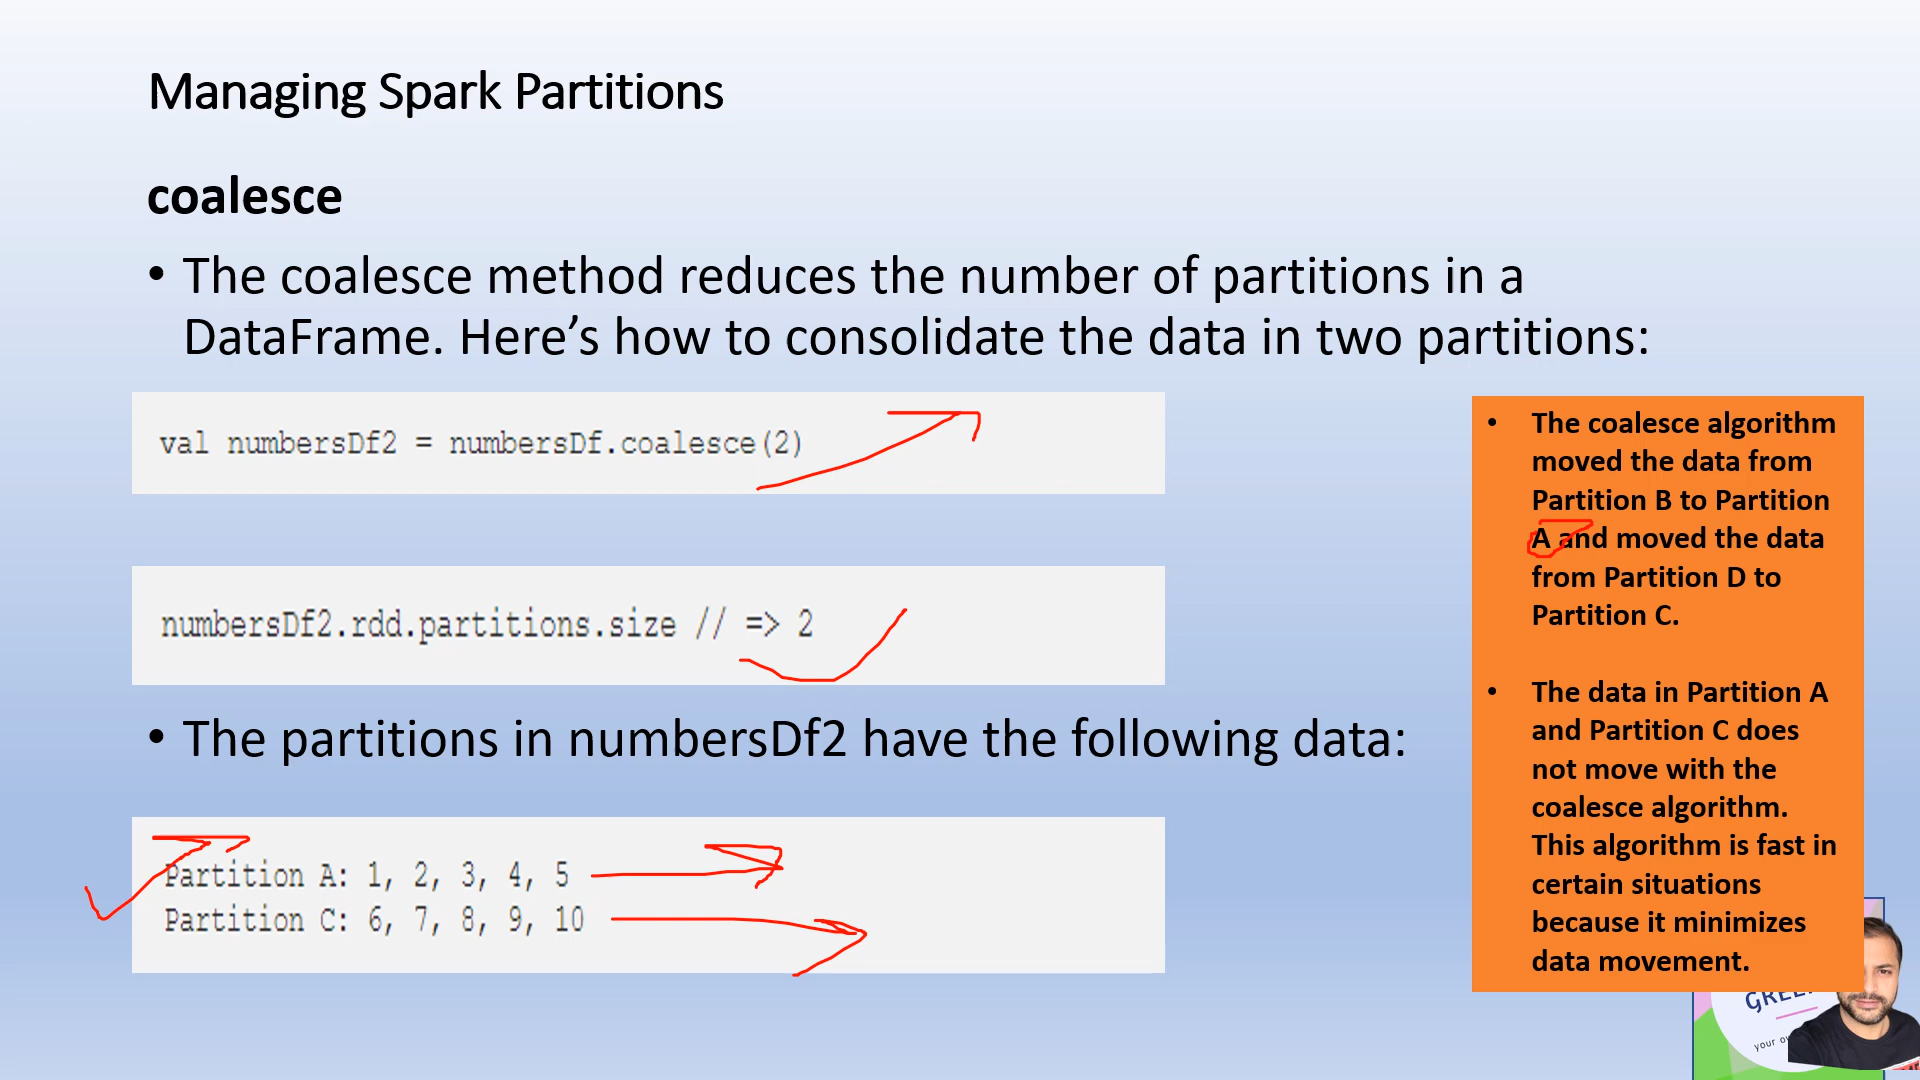 Managing Spark Partitions
coalesce
• The coalesce method reduces the number of partitions in a
DataFrame. Here’s how to consolidate the data in two partitions:
val numbersDf2 = numbersDf.coalesce(2)
numbersDf2.rdd.partitions.size // => 2
• The partitions in numbersDf2 have the following data:
Partition A: 1, 2, 3, 4, 5
Partition C: 6, 7, 8, 9, 10
• The coalesce algorithm
moved the data from
Partition B to Partition
A and moved the data
from Partition D to
Partition C.
• The data in Partition A
and Partition C does
not move with the
coalesce algorithm.
This algorithm is fast in
certain situations
because it minimizes
data movement.
your